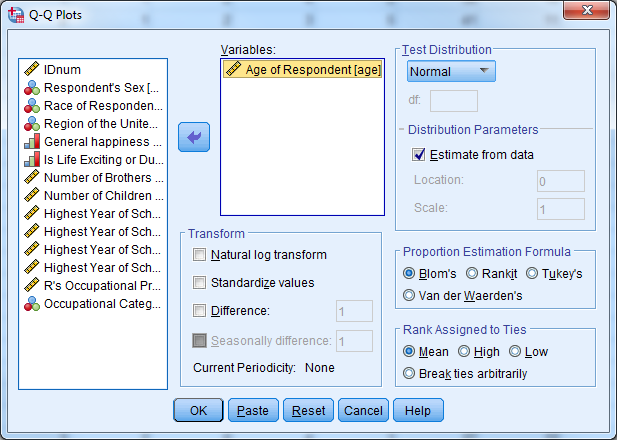 Q-Q Plots
IDnum
Respondent's Sex [...
Race of Responden...
Region of the Unite...
General happiness ...
Is Life Exciting or Du...
Number of Brothers ...
Number of Children ...
Highest Year of Sch...
Highest Year of Sch...
Highest Year of Sch...
R's Occupational Pr...
Occupational Categ...
Variables:
Age of Respondent [age]
Transform
Natural log transform
Standardize values
Difference: 1
Seasonally difference: 1
Current Periodicity: None
Test Distribution
Normal
df:
Distribution Parameters
Estimate from data
Location: 0
Scale: 1
Proportion Estimation Formula
Blom's Rankit Tukey's
Van der Waerden's
Rank Assigned to Ties
Mean High Low
Break ties arbitrarily
OK Paste Reset Cancel Help